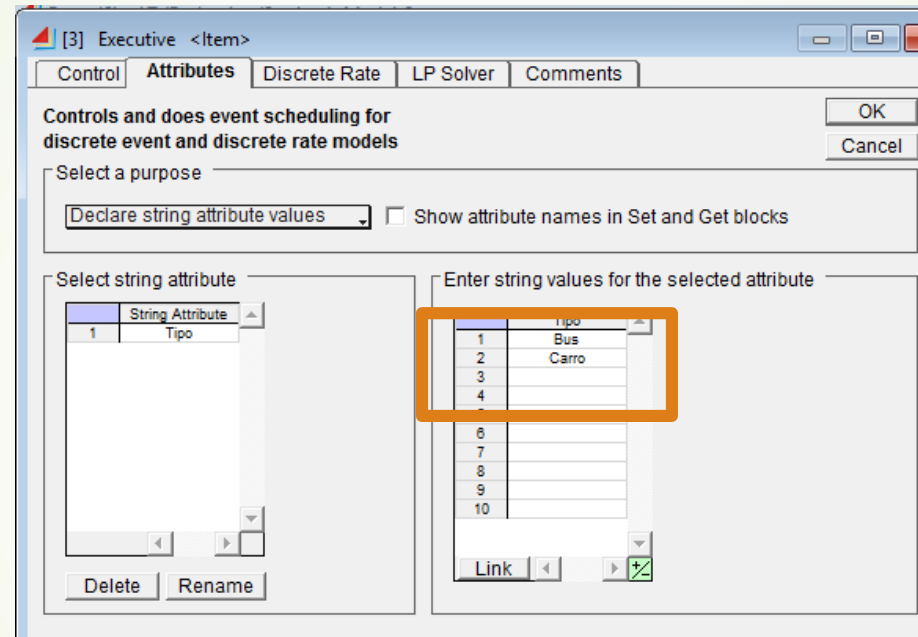 [3] Executive <Item>
Control Attributes Discrete Rate LP Solver Comments
Controls and does event scheduling for
discrete event and discrete rate models
OK
Cancel
Select a purpose
Declare string attribute values
Show attribute names in Set and Get blocks
Select string attribute
String Attribute
1 Tipo
Delete Rename
Enter string values for the selected attribute
Tipo
1 Bus
2 Carro
3
4
6
7
8
9
10
Link